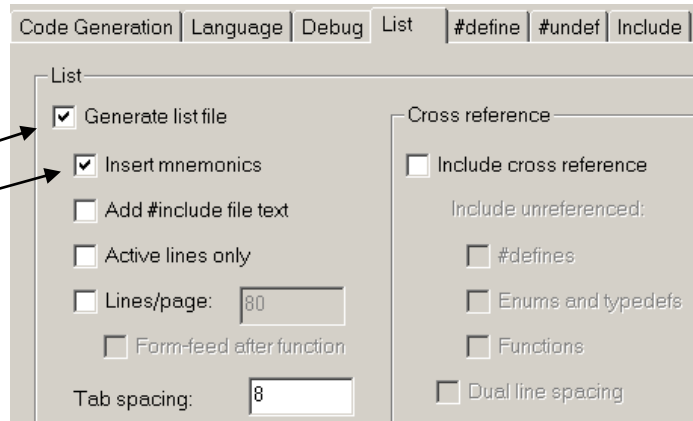 Code Generation Language Debug List #define #undef Include
List
Generate list file
Insert mnemonics
Add #include file text
Active lines only
Lines/page: 80
Form-feed after function
Tab spacing: 8
Cross reference
Include cross reference
Include unreferenced:
#defines
Enums and typedefs
Functions
Dual line spacing